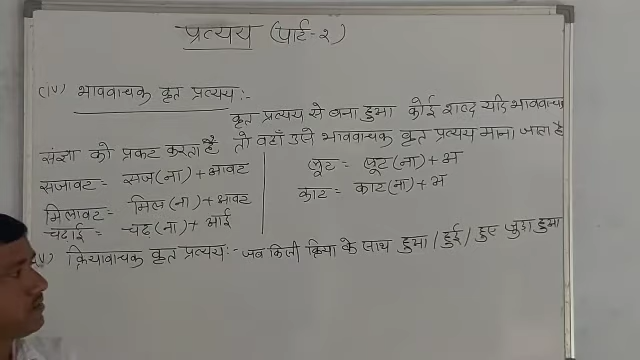 प्रत्यय (पार्ट-२)
(iv) भाववाचक कृत प्रत्यय:-
कृत प्रत्यय से बना हुआ कोई शब्द यदि भाववाचक
संज्ञा को प्रकट करता है तो वहाँ उसे भाववाचक कृत प्रत्यय माना जाता है
सजावट = सज(ना)+आवट
मिलावट = मिल(ना)+आवट
चढाई = चढ़(ना)+आई
लूट = लूट(ना)+अ
काट = काट(ना)+अ
(v) क्रियावाचक कृत प्रत्यय:- जब किसी क्रिया के साथ हुआ/हुई/हुए जुडा हुआ